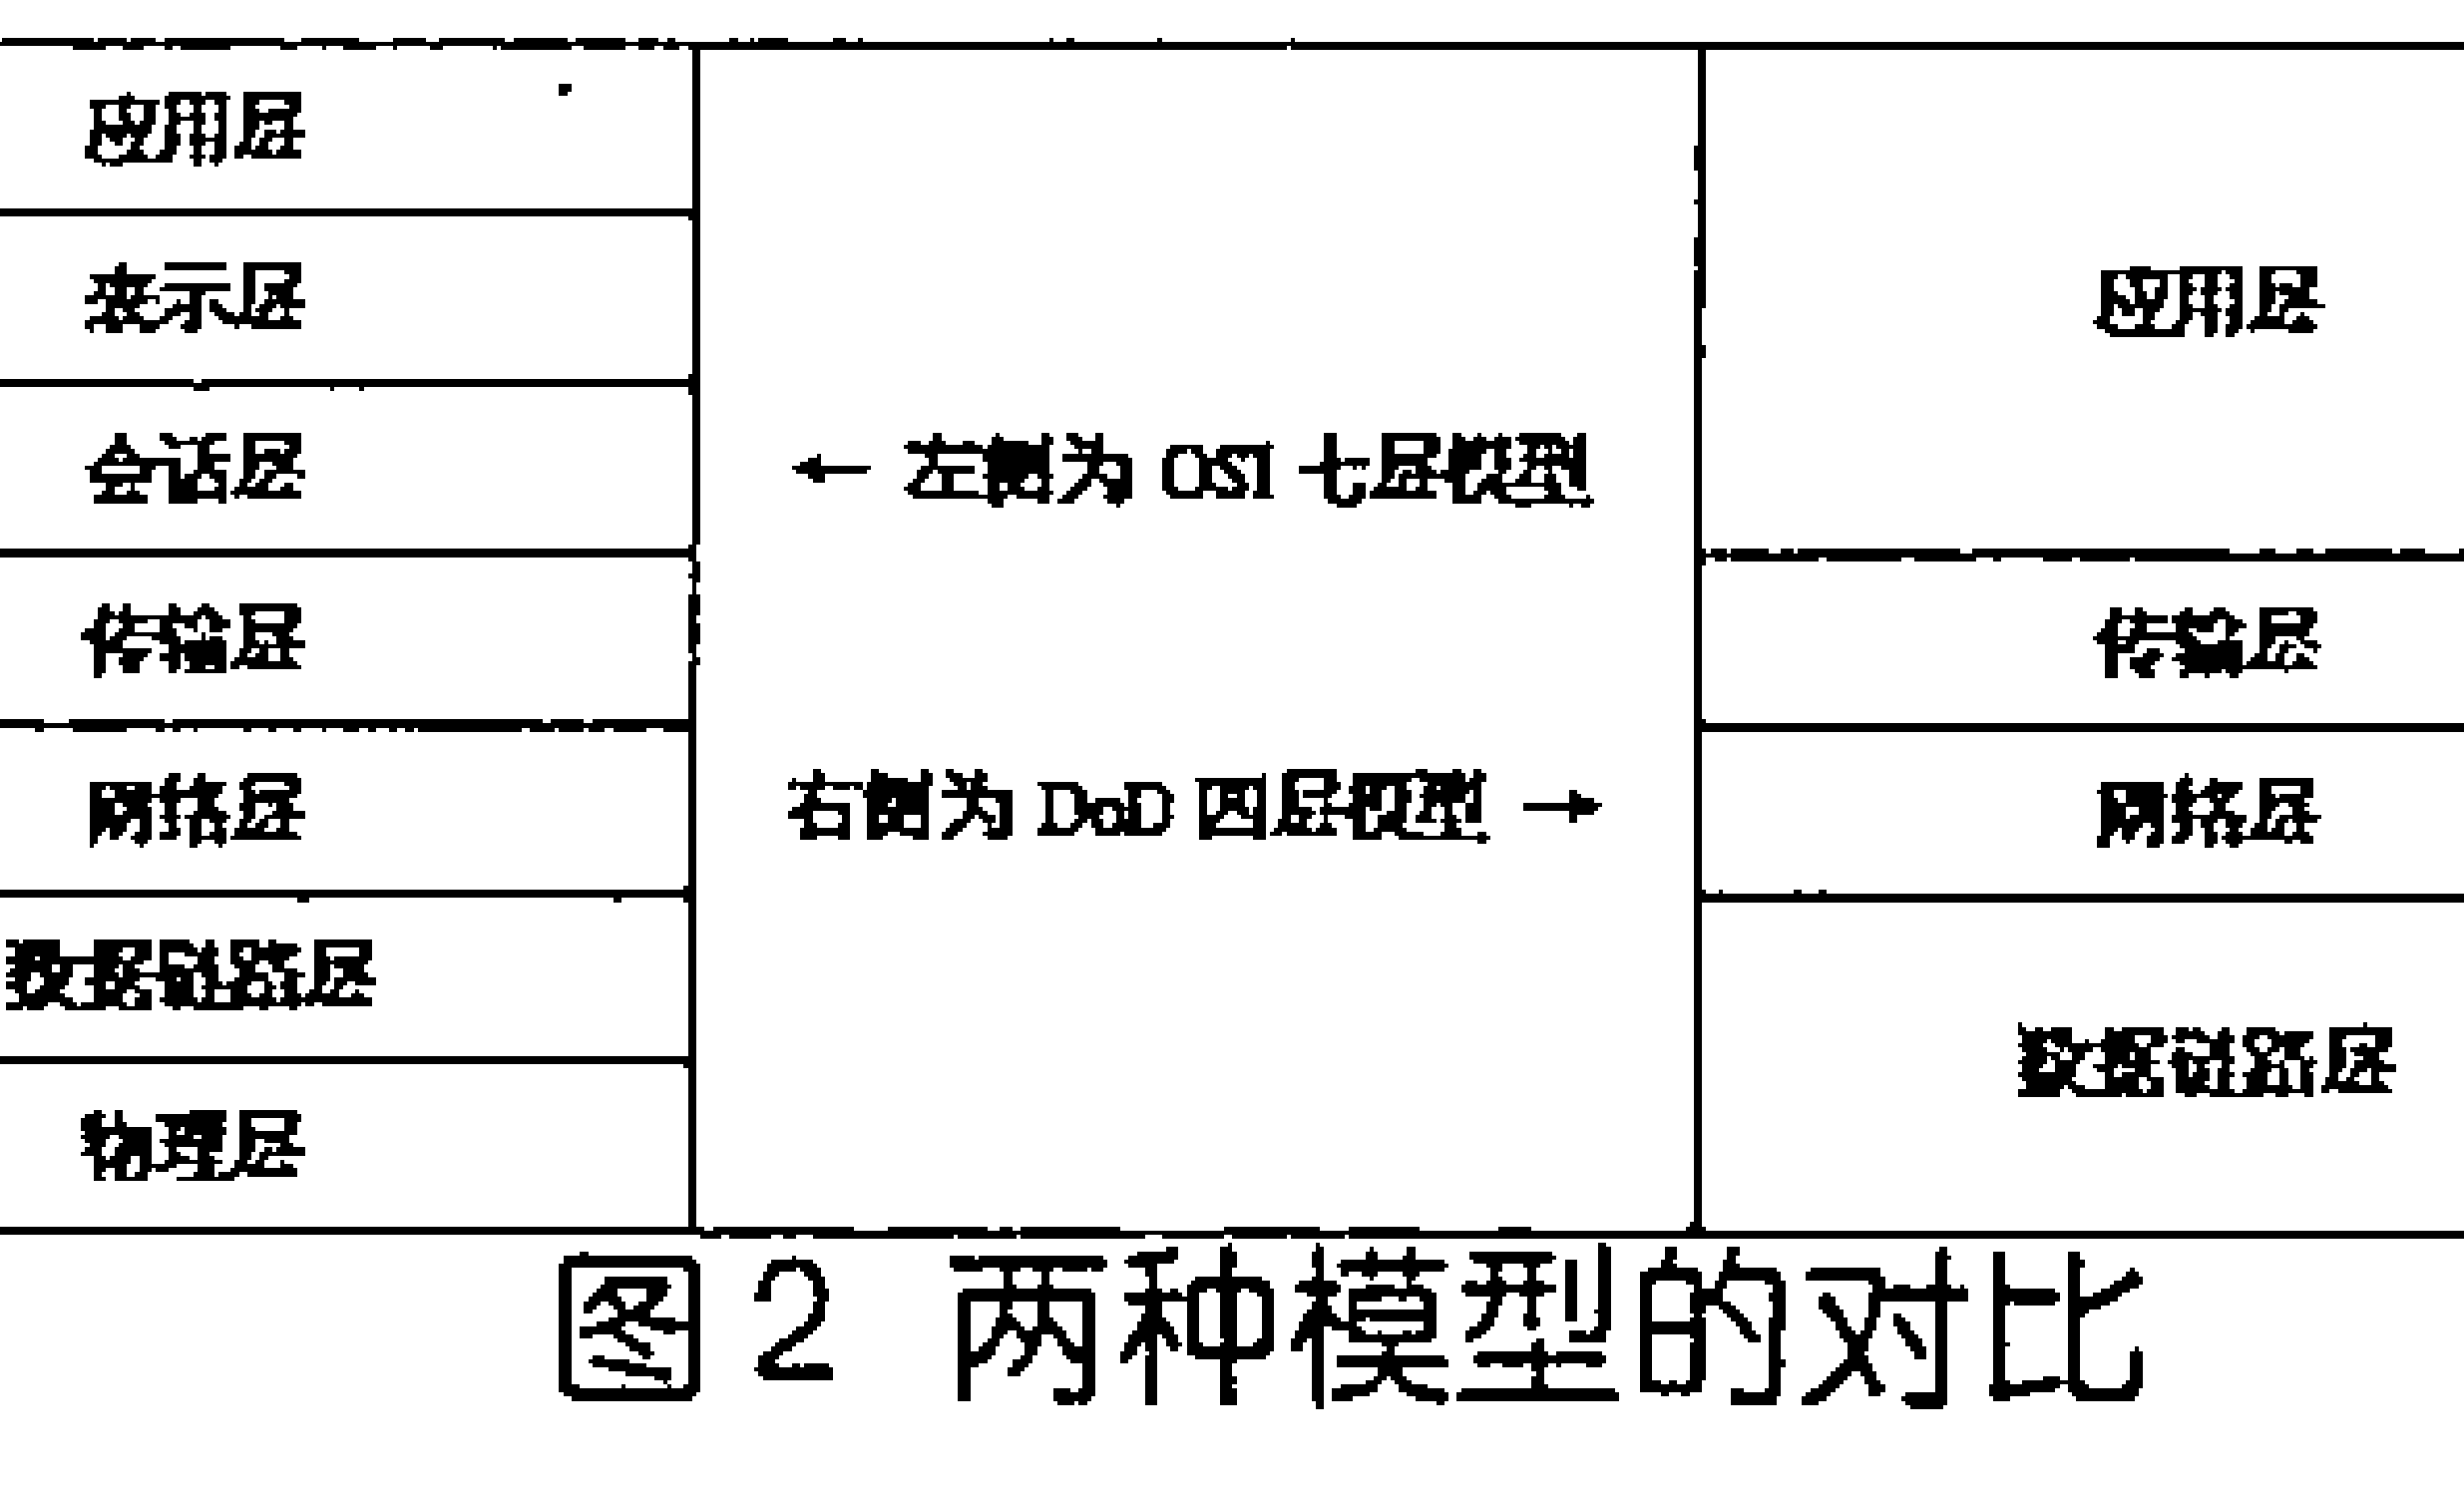 应用层
表示层
会话层
传输层
网络层
数据链路层
物理层
← 左侧为 OSI 七层模型
右侧为 DoD 四层模型 →
应用层
传输层
网络层
数据链路层
图 2 两种模型的对比